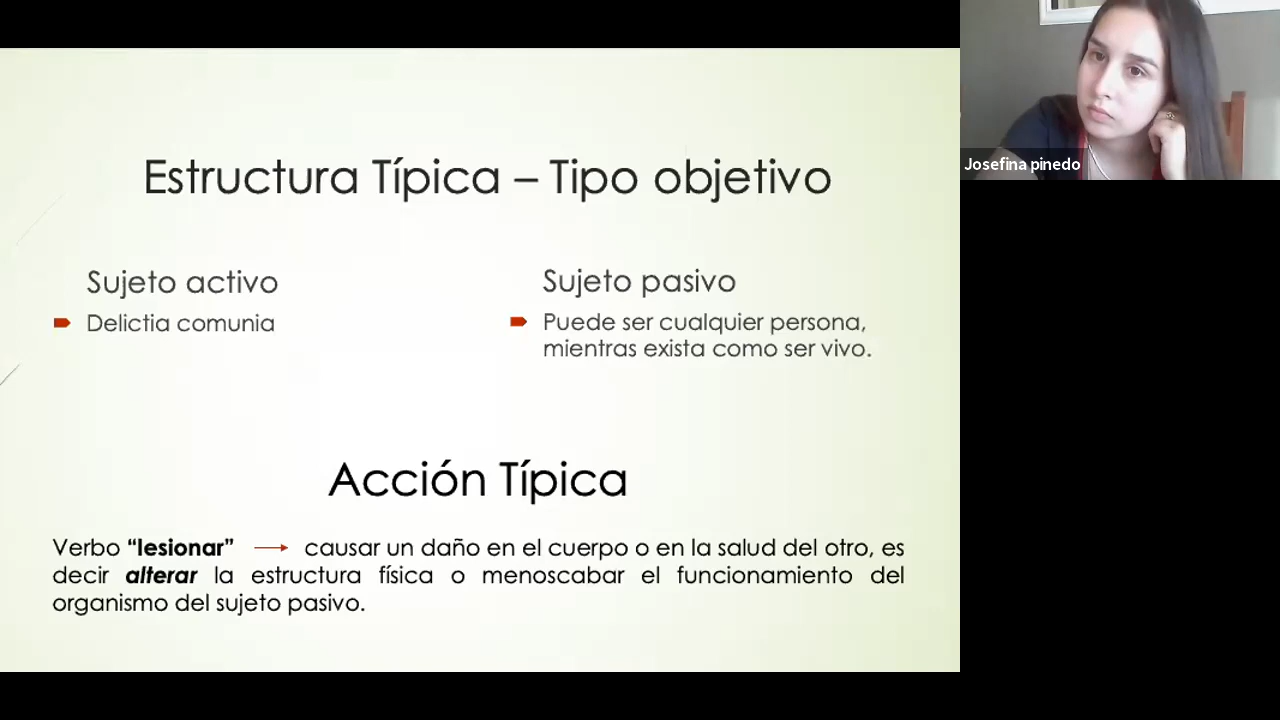 Estructura Típica – Tipo objetivo
Sujeto activo
Delictia comunia
Sujeto pasivo
Puede ser cualquier persona,
mientras exista como ser vivo.
Acción Típica
Verbo “lesionar” → causar un daño en el cuerpo o en la salud del otro, es
decir alterar la estructura física o menoscabar el funcionamiento del
organismo del sujeto pasivo.
Josefina pinedo